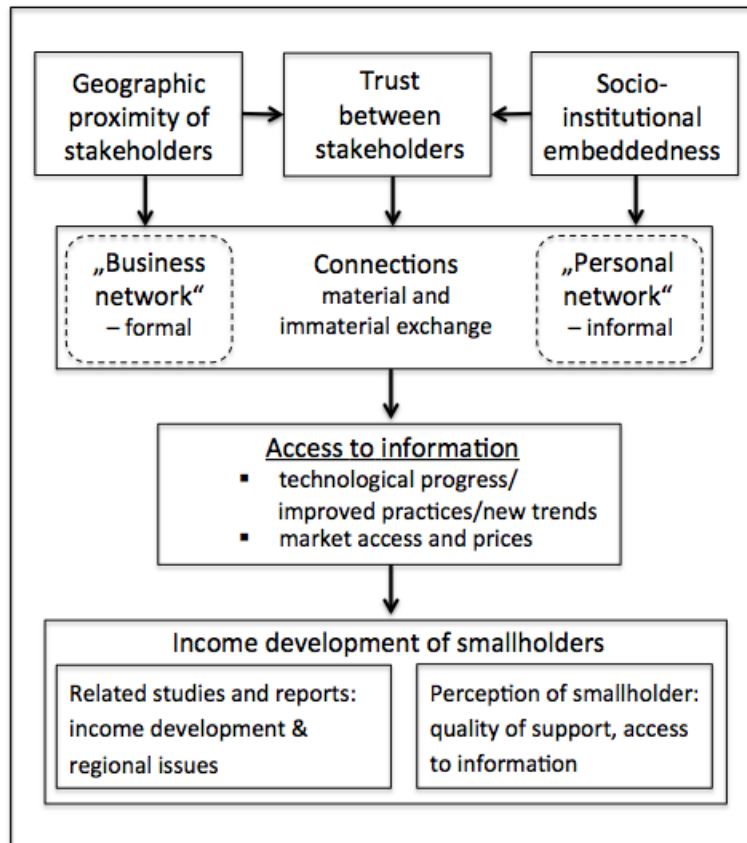 Geographic
proximity of
stakeholders
Trust
between
stakeholders
Socio-
institutional
embeddedness
„Business
network“
– formal
Connections
material and
immaterial exchange
„Personal
network“
– informal
Access to information
▪ technological progress/
improved practices/new trends
▪ market access and prices
Income development of smallholders
Related studies and reports:
income development &
regional issues
Perception of smallholder:
quality of support, access
to information